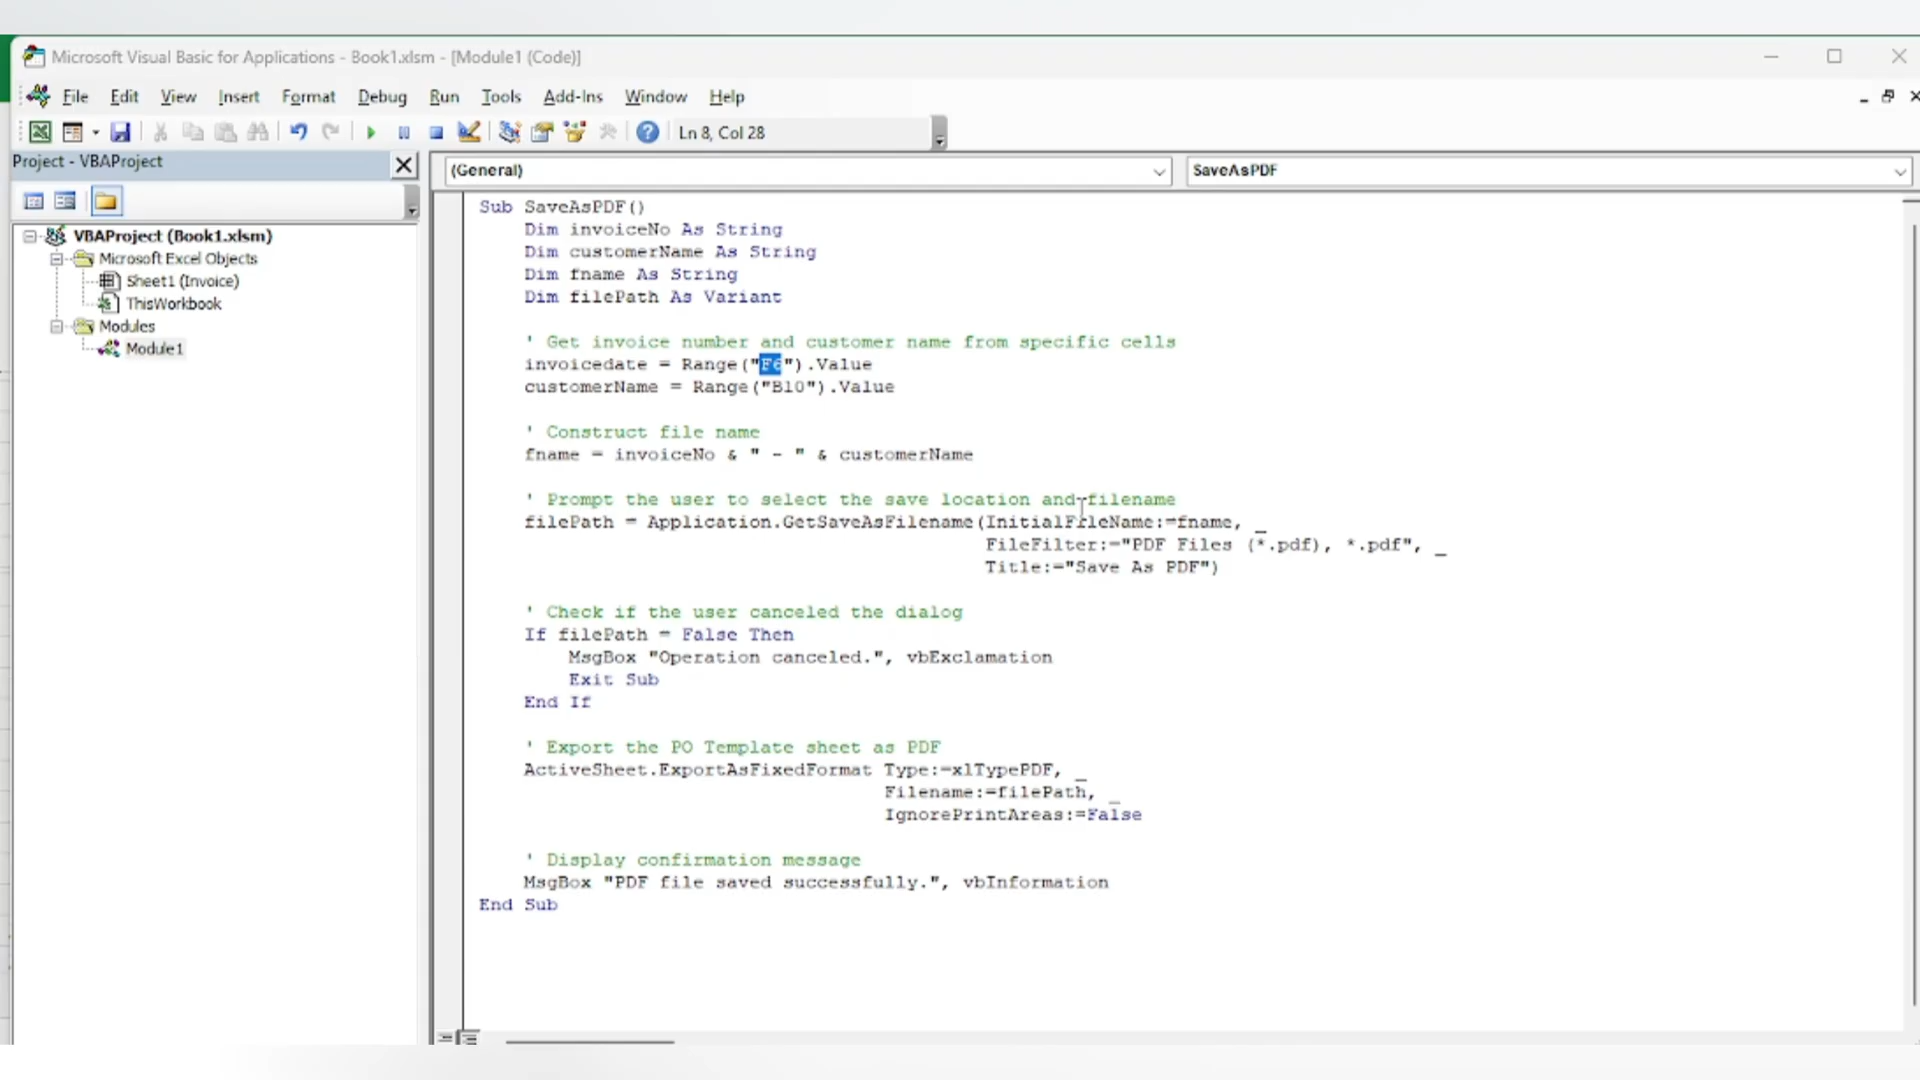 Microsoft Visual Basic for Applications - Book1.xlsm - [Module1 (Code)]
File Edit View Insert Format Debug Run Tools Add-Ins Window Help
Ln 8, Col 28
Project - VBAProject
(General)
SaveAsPDF
VBAProject (Book1.xlsm)
Microsoft Excel Objects
Sheet1 (Invoice)
ThisWorkbook
Modules
Module1
Sub SaveAsPDF()
Dim invoiceNo As String
Dim customerName As String
Dim fname As String
Dim filePath As Variant
' Get invoice number and customer name from specific cells
invoicedate = Range("F6").Value
customerName = Range("B10").Value
' Construct file name
fname = invoiceNo & " - " & customerName
' Prompt the user to select the save location and filename
filePath = Application.GetSaveAsFilename(InitialFileName:=fname, _
FileFilter:="PDF Files (*.pdf), *.pdf", _
Title:="Save As PDF")
' Check if the user canceled the dialog
If filePath = False Then
MsgBox "Operation canceled.", vbExclamation
Exit Sub
End If
' Export the PO Template sheet as PDF
ActiveSheet.ExportAsFixedFormat Type:=xlTypePDF, _
Filename:=filePath, _
IgnorePrintAreas:=False
' Display confirmation message
MsgBox "PDF file saved successfully.", vbInformation
End Sub